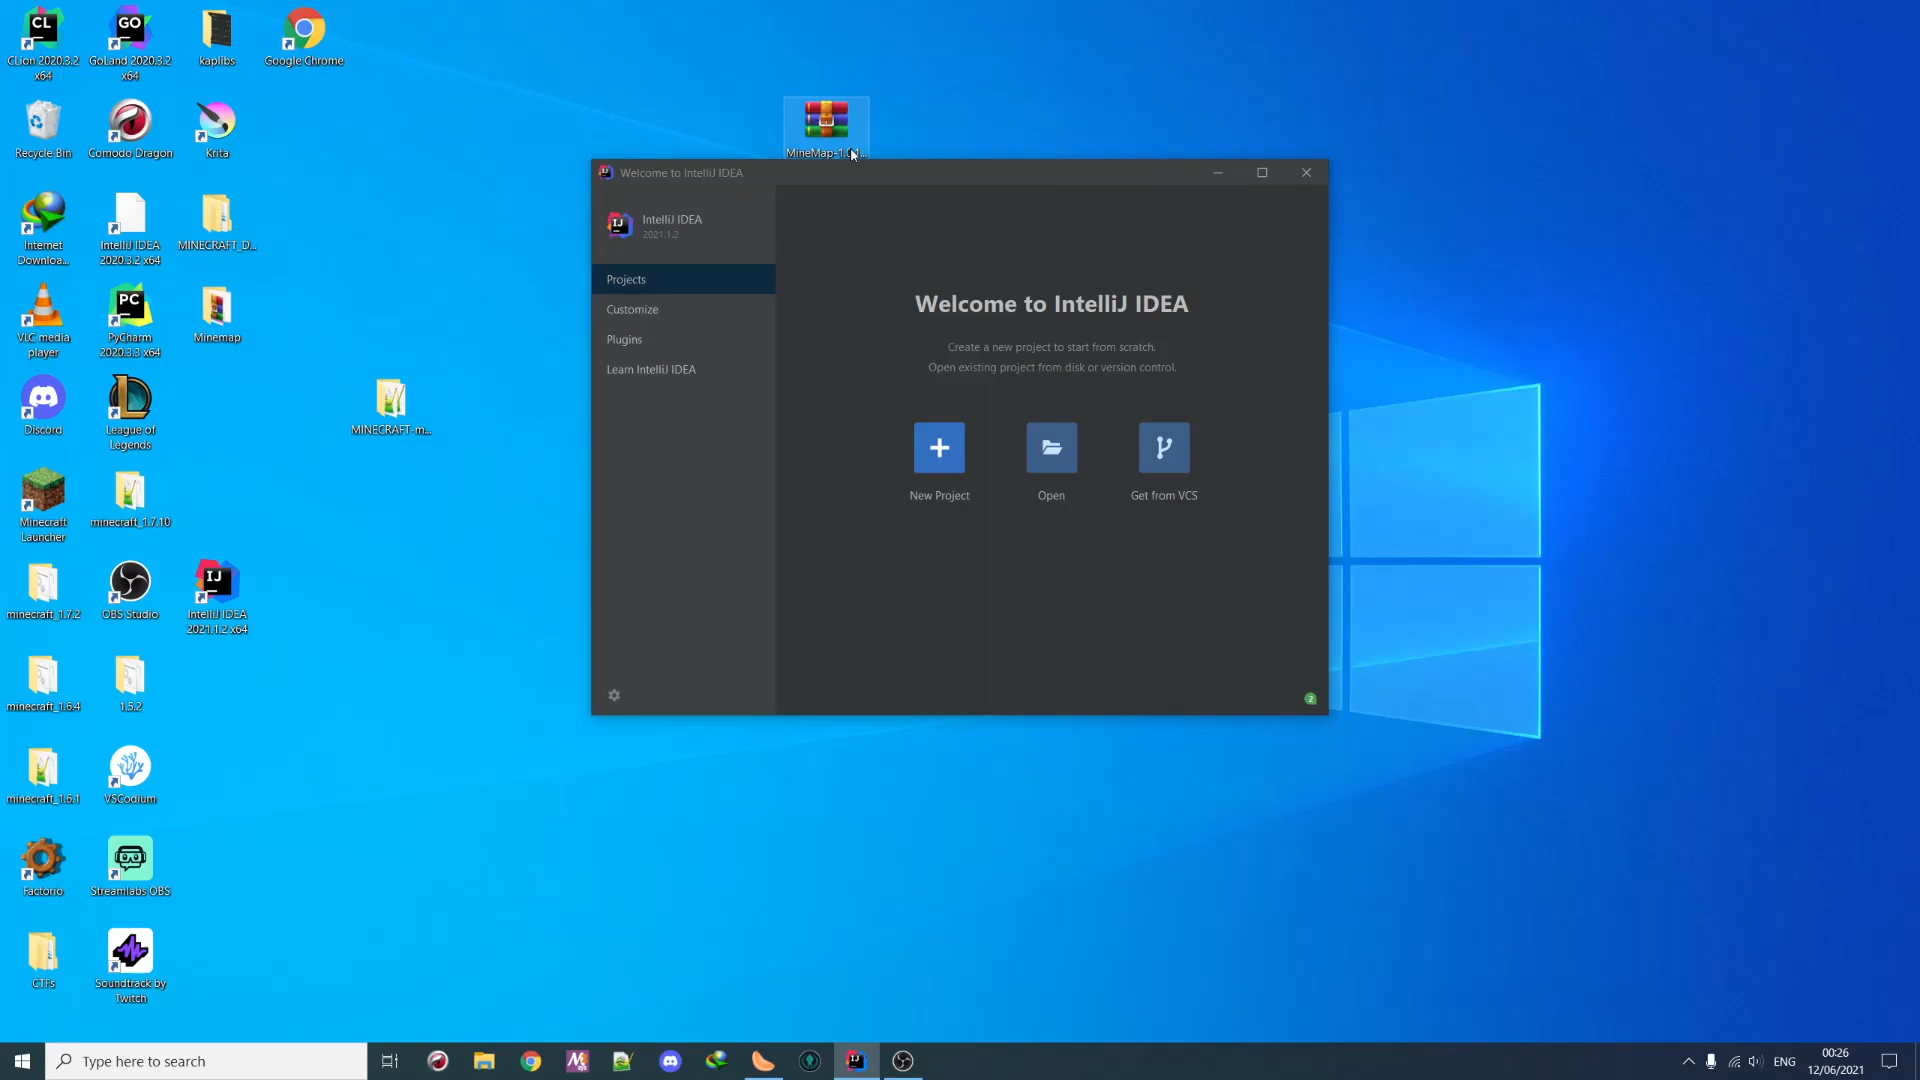 CLion 2020.3.2
x64
GoLand 2020.3.2
x64
kaplibs
Google Chrome
Recycle Bin
Comodo Dragon
Krita
MineMap-1.0.1...
Internet
Downloa...
IntelliJ IDEA
2020.3.2 x64
MINECRAFT_D...
VLC media
player
PyCharm
2020.3.3 x64
Minemap
Discord
League of
Legends
MINECRAFT-m...
Minecraft
Launcher
minecraft_1.7.10
minecraft_1.7.2
OBS Studio
IntelliJ IDEA
2021.1.2 x64
minecraft_1.6.4
1.5.2
minecraft_1.6.1
VSCodium
Factorio
Streamlabs OBS
CTFs
Soundtrack by
Twitch
Welcome to IntelliJ IDEA
IntelliJ IDEA
2021.1.2
Projects
Customize
Plugins
Learn IntelliJ IDEA
Welcome to IntelliJ IDEA
Create a new project to start from scratch.
Open existing project from disk or version control.
New Project
Open
Get from VCS
2
Type here to search
ENG
00:26
12/06/2021